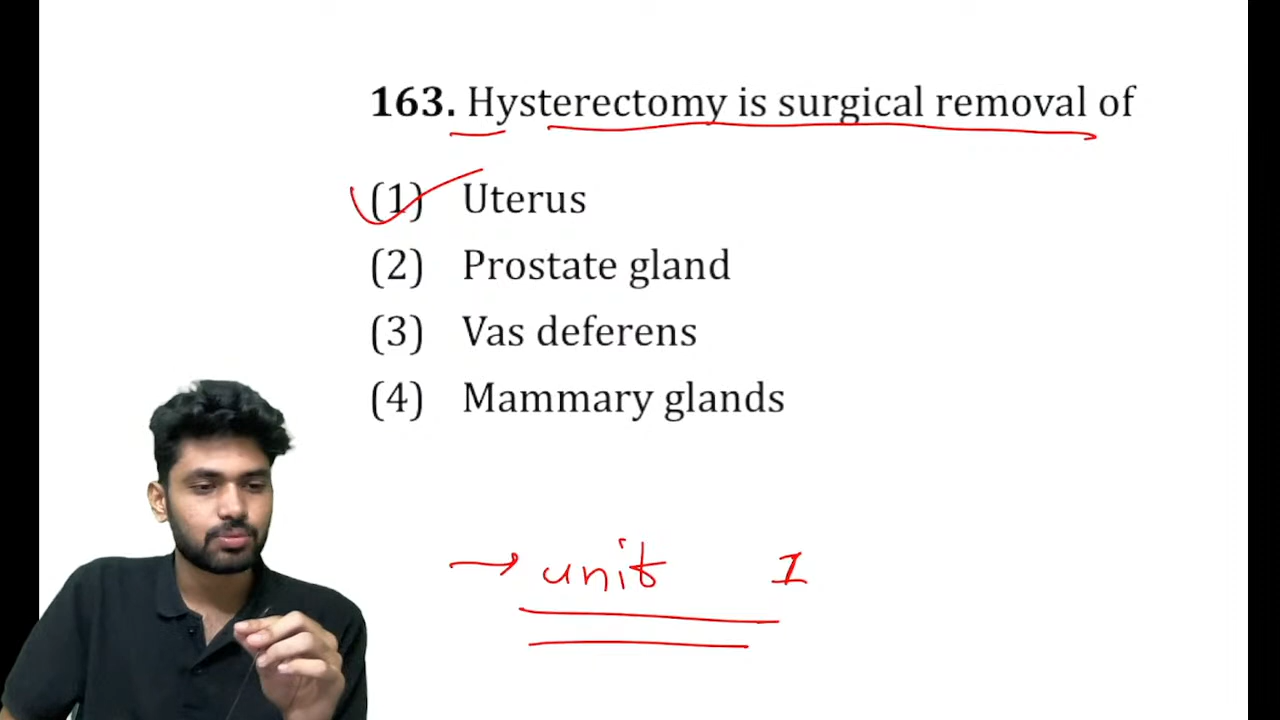 163. Hysterectomy is surgical removal of
(1) Uterus
(2) Prostate gland
(3) Vas deferens
(4) Mammary glands
→ unit 1